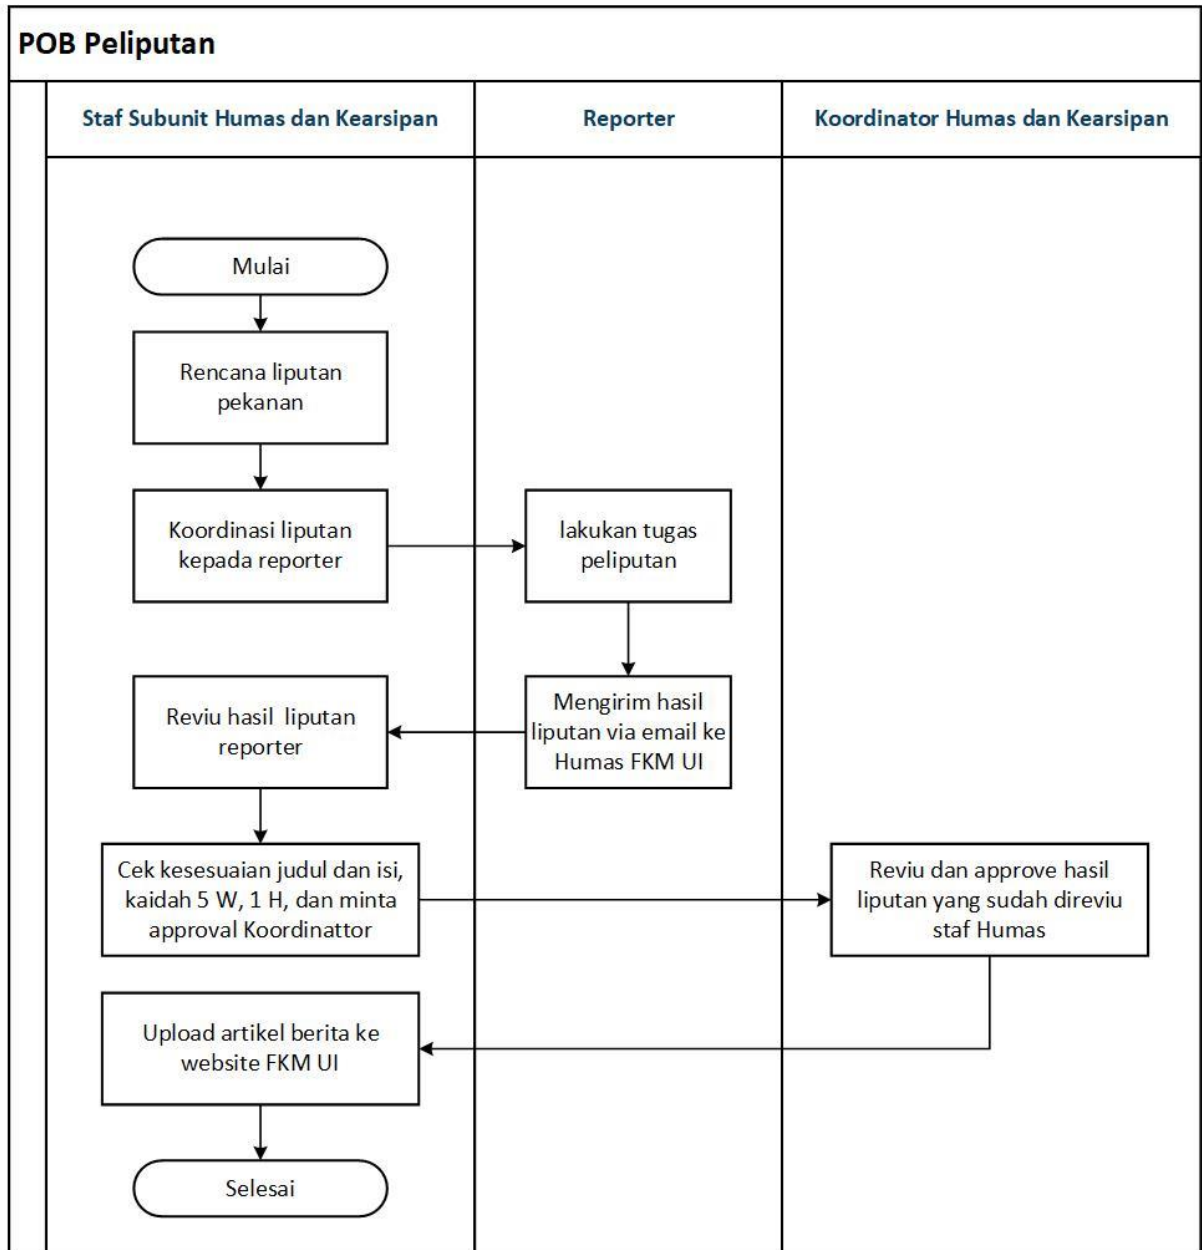 POB Peliputan
Staf Subunit Humas dan Kearsipan
Reporter
Koordinator Humas dan Kearsipan
Mulai
Rencana liputan
pekanan
Koordinasi liputan
kepada reporter
lakukan tugas
peliputan
Mengirim hasil
liputan via email ke
Humas FKM UI
Reviu hasil  liputan
reporter
Cek kesesuaian judul dan isi,
kaidah 5 W, 1 H, dan minta
approval Koordinattor
Reviu dan approve hasil
liputan yang sudah direviu
staf Humas
Upload artikel berita ke
website FKM UI
Selesai